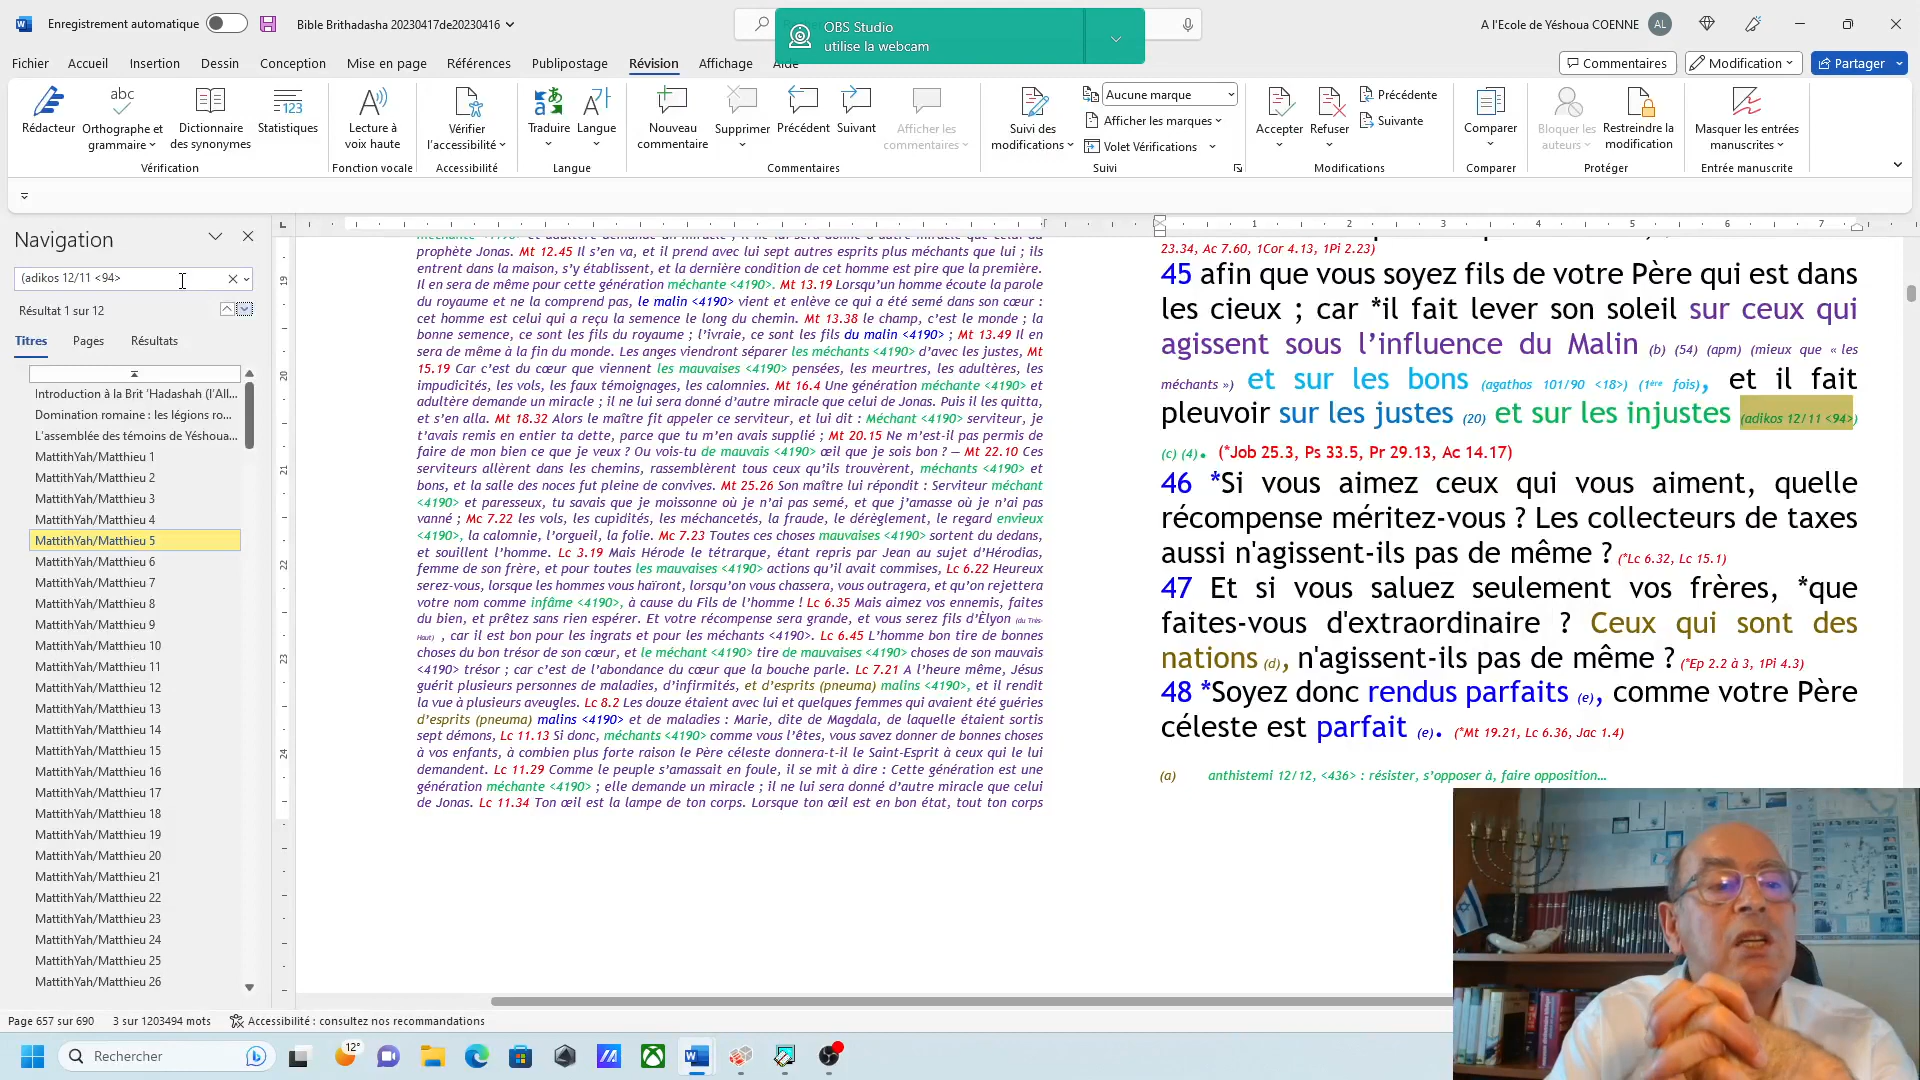 Enregistrement automatique
Bible Brithadasha 20230417de20230416
OBS Studio
utilise la webcam
A l'Ecole de Yéshoua COENNE
AL
Fichier Accueil Insertion Dessin Conception Mise en page Références Publipostage Révision Affichage Aide
Commentaires
Modification
Partager
Rédacteur
Orthographe et grammaire
Dictionnaire des synonymes
Statistiques
Lecture à voix haute
Vérifier l'accessibilité
Traduire
Langue
Nouveau commentaire
Supprimer
Précédent
Suivant
Afficher les commentaires
Suivi des modifications
Aucune marque
Afficher les marques
Volet Vérifications
Accepter
Refuser
Précédente
Suivante
Comparer
Bloquer les auteurs
Restreindre la modification
Masquer les entrées manuscrites
Vérification
Fonction vocale
Accessibilité
Langue
Commentaires
Suivi
Modifications
Comparer
Protéger
Entrée manuscrite
Navigation
(adikos 12/11 <94>
Résultat 1 sur 12
Titres Pages Résultats
Introduction à la Brit ‘Hadashah (l’All...
Domination romaine : les légions ro...
L'assemblée des témoins de Yéshoua...
MattithYah/Matthieu 1
MattithYah/Matthieu 2
MattithYah/Matthieu 3
MattithYah/Matthieu 4
MattithYah/Matthieu 5
MattithYah/Matthieu 6
MattithYah/Matthieu 7
MattithYah/Matthieu 8
MattithYah/Matthieu 9
MattithYah/Matthieu 10
MattithYah/Matthieu 11
MattithYah/Matthieu 12
MattithYah/Matthieu 13
MattithYah/Matthieu 14
MattithYah/Matthieu 15
MattithYah/Matthieu 16
MattithYah/Matthieu 17
MattithYah/Matthieu 18
MattithYah/Matthieu 19
MattithYah/Matthieu 20
MattithYah/Matthieu 21
MattithYah/Matthieu 22
MattithYah/Matthieu 23
MattithYah/Matthieu 24
MattithYah/Matthieu 25
MattithYah/Matthieu 26
prophète Jonas. Mt 12.45 Il s’en va, et il prend avec lui sept autres esprits plus méchants que lui ; ils
entrent dans la maison, s’y établissent, et la dernière condition de cet homme est pire que la première.
Il en sera de même pour cette génération méchante <4190>. Mt 13.19 Lorsqu’un homme écoute la parole
du royaume et ne la comprend pas, le malin <4190> vient et enlève ce qui a été semé dans son cœur :
cet homme est celui qui a reçu la semence le long du chemin. Mt 13.38 le champ, c’est le monde ; la
bonne semence, ce sont les fils du royaume ; l’ivraie, ce sont les fils du malin <4190> ; Mt 13.49 Il en
sera de même à la fin du monde. Les anges viendront séparer les méchants <4190> d’avec les justes, Mt
15.19 Car c’est du cœur que viennent les mauvaises <4190> pensées, les meurtres, les adultères, les
impudicités, les vols, les faux témoignages, les calomnies. Mt 16.4 Une génération méchante <4190> et
adultère demande un miracle ; il ne lui sera donné d’autre miracle que celui de Jonas. Puis il les quitta,
et s’en alla. Mt 18.32 Alors le maître fit appeler ce serviteur, et lui dit : Méchant <4190> serviteur, je
t’avais remis en entier ta dette, parce que tu m’en avais supplié ; Mt 20.15 Ne m’est-il pas permis de
faire de mon bien ce que je veux ? Ou vois-tu de mauvais <4190> œil que je sois bon ? — Mt 22.10 Ces
serviteurs allèrent dans les chemins, rassemblèrent tous ceux qu’ils trouvèrent, méchants <4190> et
bons, et la salle des noces fut pleine de convives. Mt 25.26 Son maître lui répondit : Serviteur méchant
<4190> et paresseux, tu savais que je moissonne où je n’ai pas semé, et que j’amasse où je n’ai pas
vanné ; Mc 7.22 les vols, les cupidités, les méchancetés, la fraude, le dérèglement, le regard envieux
<4190>, la calomnie, l’orgueil, la folie. Mc 7.23 Toutes ces choses mauvaises <4190> sortent du dedans,
et souillent l’homme. Lc 3.19 Mais Hérode le tétrarque, étant repris par Jean au sujet d’Hérodias,
femme de son frère, et pour toutes les mauvaises <4190> actions qu’il avait commises, Lc 6.22 Heureux
serez-vous, lorsque les hommes vous haïront, lorsqu’on vous chassera, vous outragera, et qu’on rejettera
votre nom comme infâme <4190>, à cause du Fils de l’homme ! Lc 6.35 Mais aimez vos ennemis, faites
du bien, et prêtez sans rien espérer. Et votre récompense sera grande, et vous serez fils d’Èlyon (du Très-
Haut) , car il est bon pour les ingrats et pour les méchants <4190>. Lc 6.45 L’homme bon tire de bonnes
choses du bon trésor de son cœur, et le méchant <4190> tire de mauvaises <4190> choses de son mauvais
<4190> trésor ; car c’est de l’abondance du cœur que la bouche parle. Lc 7.21 A l’heure même, Jésus
guérit plusieurs personnes de maladies, d’infirmités, et d’esprits (pneuma) malins <4190>, et il rendit
la vue à plusieurs aveugles. Lc 8.2 Les douze étaient avec lui et quelques femmes qui avaient été guéries
d’esprits (pneuma) malins <4190> et de maladies : Marie, dite de Magdala, de laquelle étaient sortis
sept démons, Lc 11.13 Si donc, méchants <4190> comme vous l’êtes, vous savez donner de bonnes choses
à vos enfants, à combien plus forte raison le Père céleste donnera-t-il le Saint-Esprit à ceux qui le lui
demandent. Lc 11.29 Comme le peuple s’amassait en foule, il se mit à dire : Cette génération est une
génération méchante <4190> ; elle demande un miracle ; il ne lui sera donné d’autre miracle que celui
de Jonas. Lc 11.34 Ton œil est la lampe de ton corps. Lorsque ton œil est en bon état, tout ton corps
23.34, Ac 7.60, 1Cor 4.13, 1Pi 2.23)
45 afin que vous soyez fils de votre Père qui est dans
les cieux ; car *il fait lever son soleil sur ceux qui
agissent sous l’influence du Malin (b) (54) (apm) (mieux que « les
méchants ») et sur les bons (agathos 101/90 <18>) (1ère fois), et il fait
pleuvoir sur les justes (20) et sur les injustes (adikos 12/11 <94>)
(c) (4). (*Job 25.3, Ps 33.5, Pr 29.13, Ac 14.17)
46 *Si vous aimez ceux qui vous aiment, quelle
récompense méritez-vous ? Les collecteurs de taxes
aussi n'agissent-ils pas de même ? (*Lc 6.32, Lc 15.1)
47 Et si vous saluez seulement vos frères, *que
faites-vous d'extraordinaire ? Ceux qui sont des
nations (d), n'agissent-ils pas de même ? (*Ep 2.2 à 3, 1Pi 4.3)
48 *Soyez donc rendus parfaits (e), comme votre Père
céleste est parfait (e). (*Mt 19.21, Lc 6.36, Jac 1.4)
(a) anthistemi 12/12, <436> : résister, s’opposer à, faire opposition…
Page 657 sur 690 3 sur 1203494 mots Accessibilité : consultez nos recommandations
Rechercher
12°